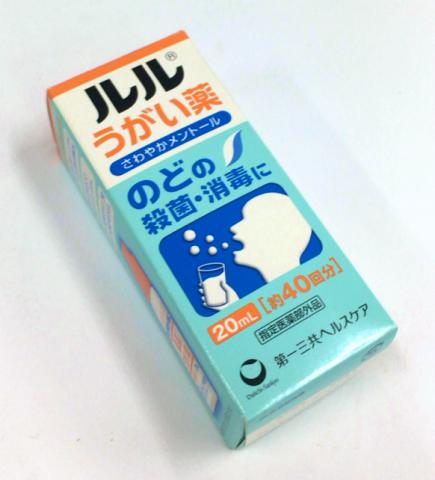 ルル®
うがい薬
さわやかメントール
のどの
殺菌・消毒に
20mL [約40回分]
指定医薬部外品
Daiichi-Sankyo
第一三共ヘルスケア